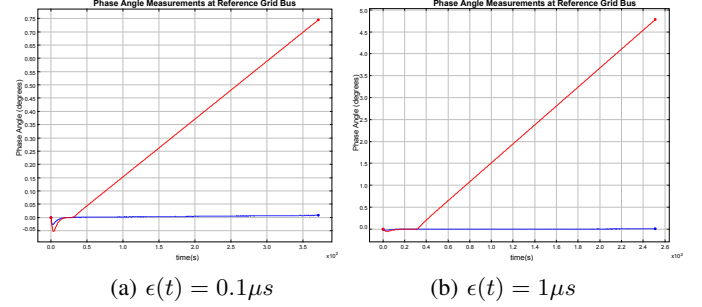 Phase Angle Measurements at Reference Grid Bus
Phase Angle (degrees)
0.75
0.70
0.65
0.60
0.55
0.50
0.45
0.40
0.35
0.30
0.25
0.20
0.15
0.10
0.05
0.00
-0.05
0.0 0.5 1.0 1.5 2.0 2.5 3.0 3.5
x10²
time(s)
(a) ϵ(t) = 0.1μs
Phase Angle Measurements at Reference Grid Bus
Phase Angle (degrees)
5.0
4.5
4.0
3.5
3.0
2.5
2.0
1.5
1.0
0.5
0.0
0.0 0.2 0.4 0.6 0.8 1.0 1.2 1.4 1.6 1.8 2.0 2.2 2.4 2.6
x10²
time(s)
(b) ϵ(t) = 1μs